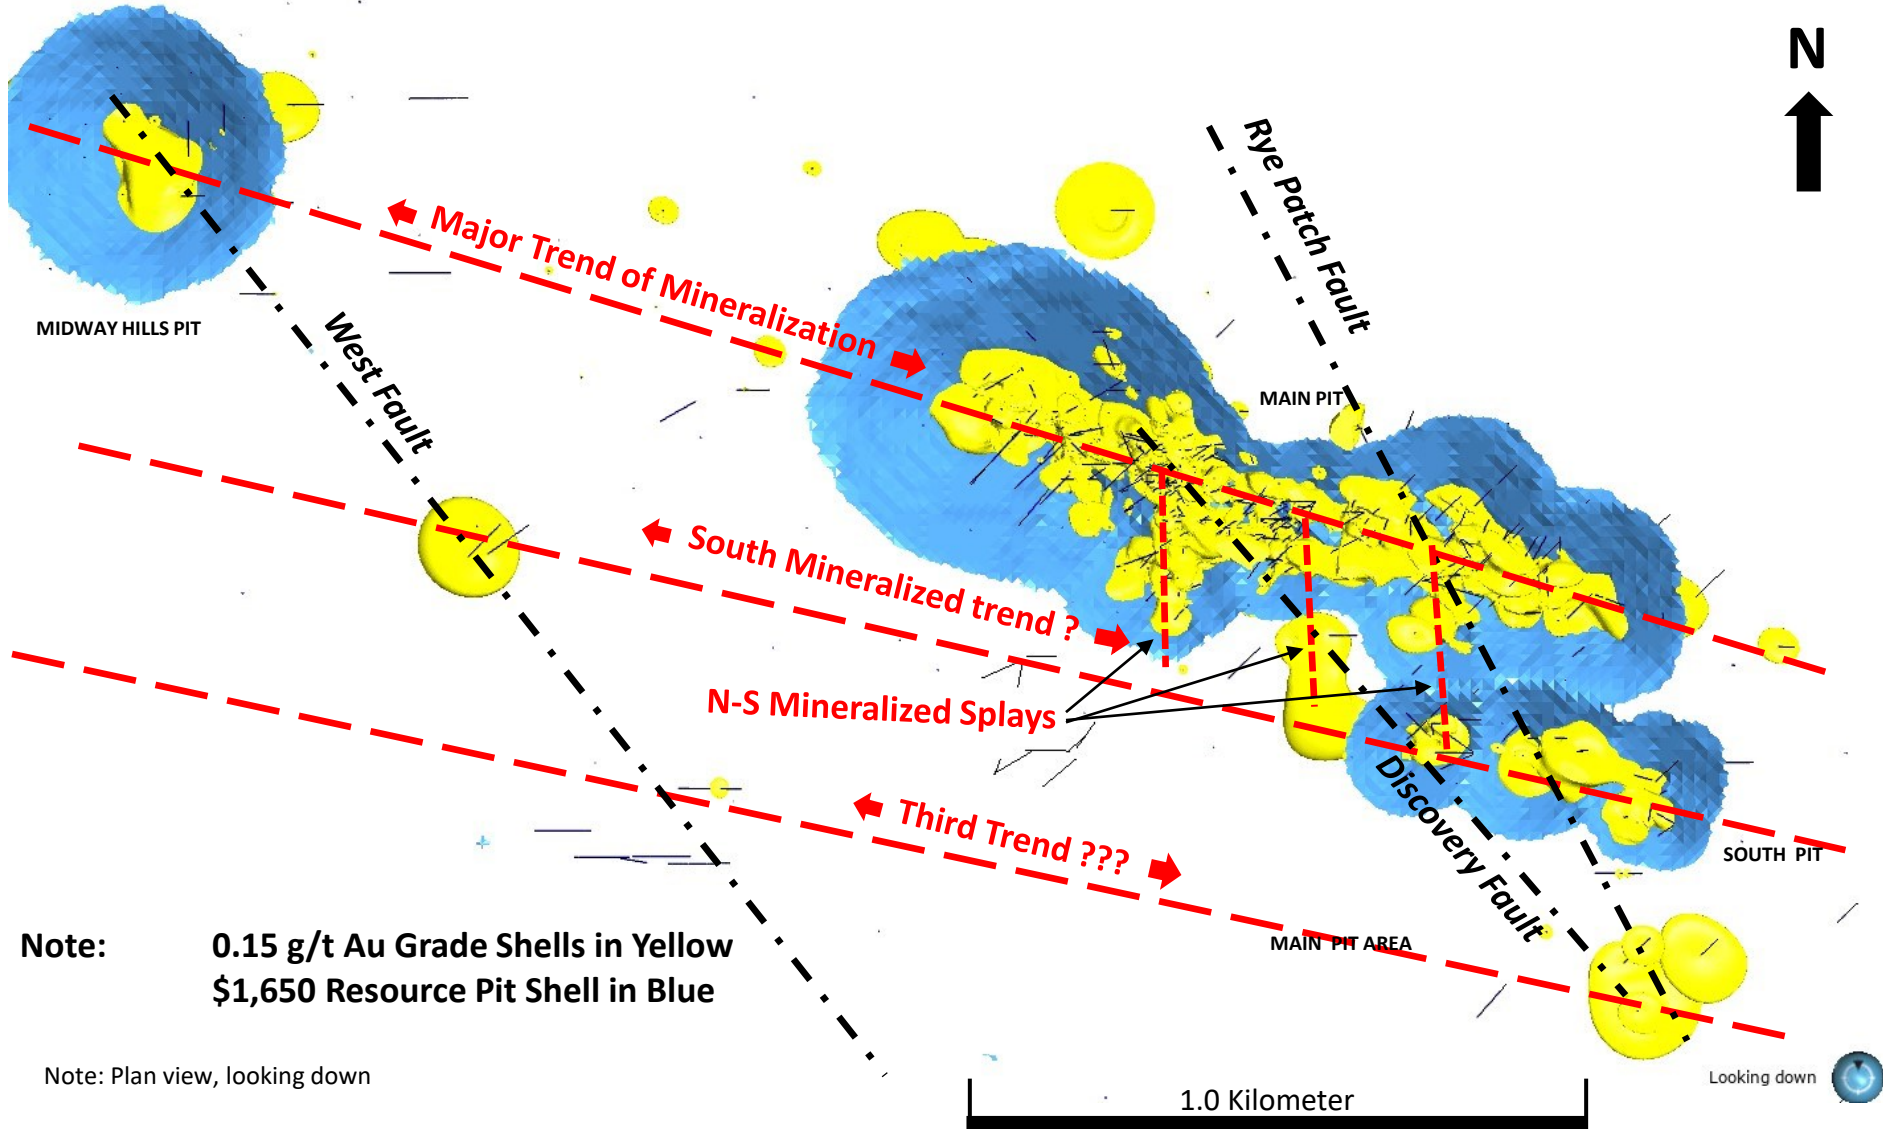 N
Rye Patch Fault
Major Trend of Mineralization
MIDWAY HILLS PIT
West Fault
MAIN PIT
South Mineralized trend ?
N-S Mineralized Splays
Discovery Fault
Third Trend ???
SOUTH PIT
MAIN PIT AREA
Note: 0.15 g/t Au Grade Shells in Yellow
$1,650 Resource Pit Shell in Blue
Note: Plan view, looking down
Looking down
1.0 Kilometer